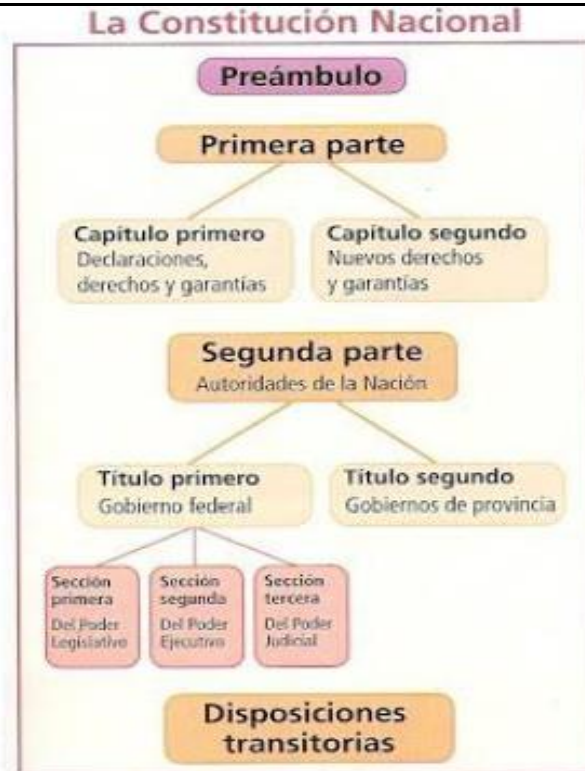 La Constitución Nacional
Preámbulo
Primera parte
Capítulo primero
Declaraciones,
derechos y garantías
Capítulo segundo
Nuevos derechos
y garantías
Segunda parte
Autoridades de la Nación
Título primero
Gobierno federal
Título segundo
Gobiernos de provincia
Sección
primera
Del Poder
Legislativo
Sección
segunda
Del Poder
Ejecutivo
Sección
tercera
Del Poder
Judicial
Disposiciones
transitorias